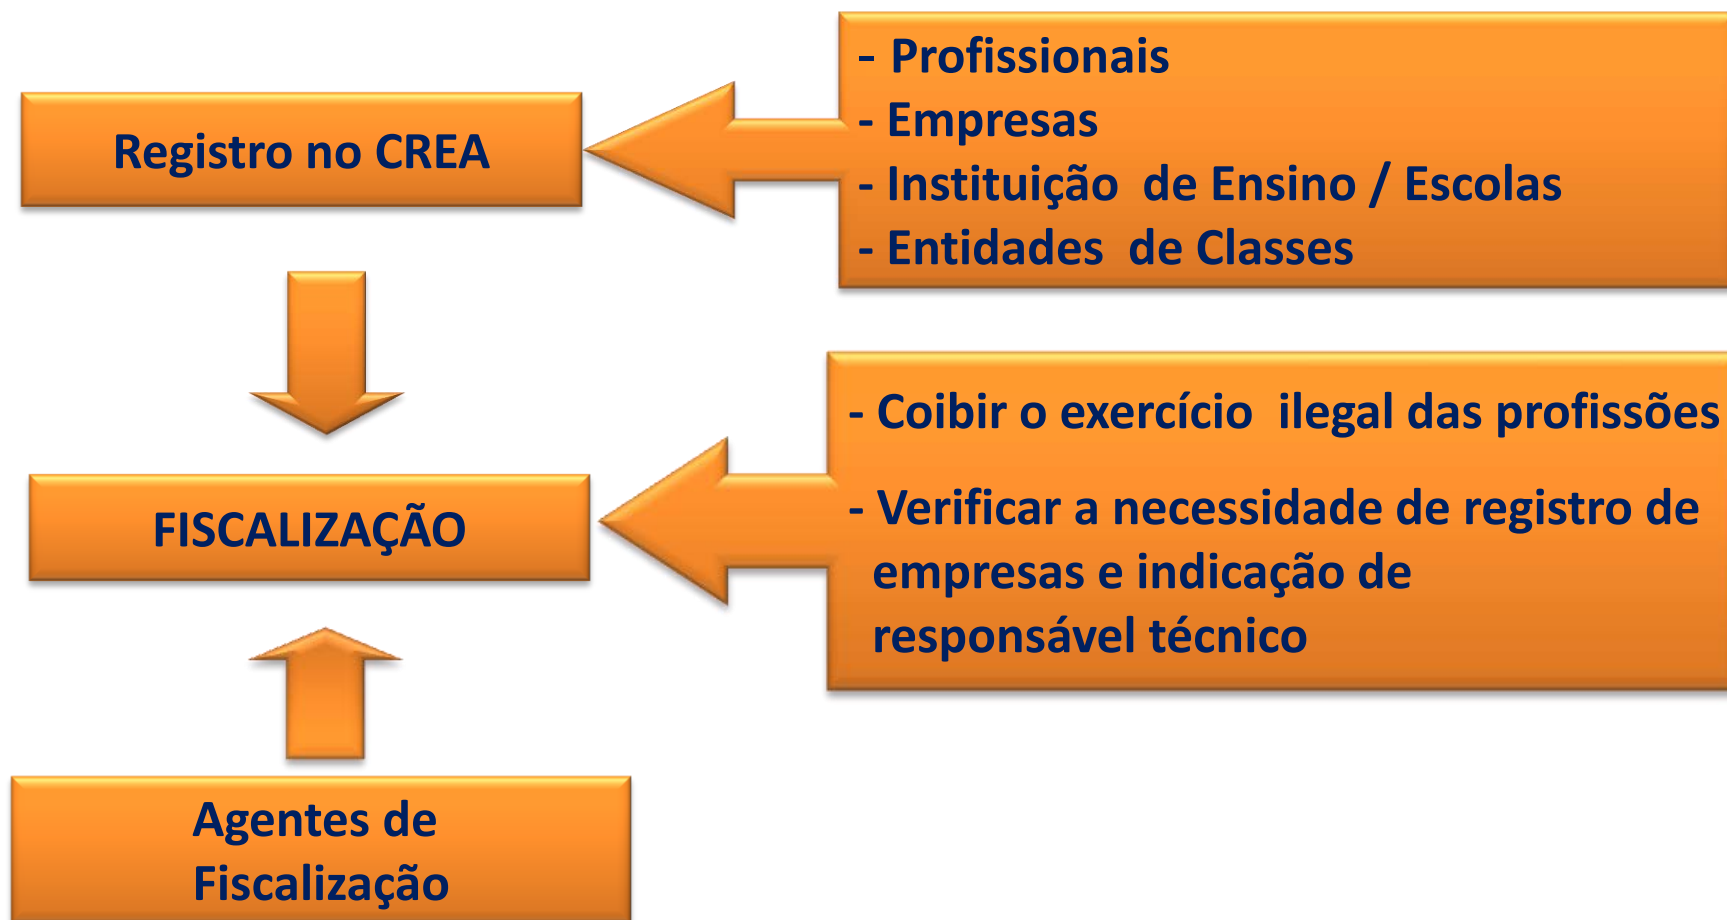 Registro no CREA
- Profissionais
- Empresas
- Instituição de Ensino / Escolas
- Entidades de Classes
FISCALIZAÇÃO
- Coibir o exercício ilegal das profissões
- Verificar a necessidade de registro de
empresas e indicação de
responsável técnico
Agentes de
Fiscalização